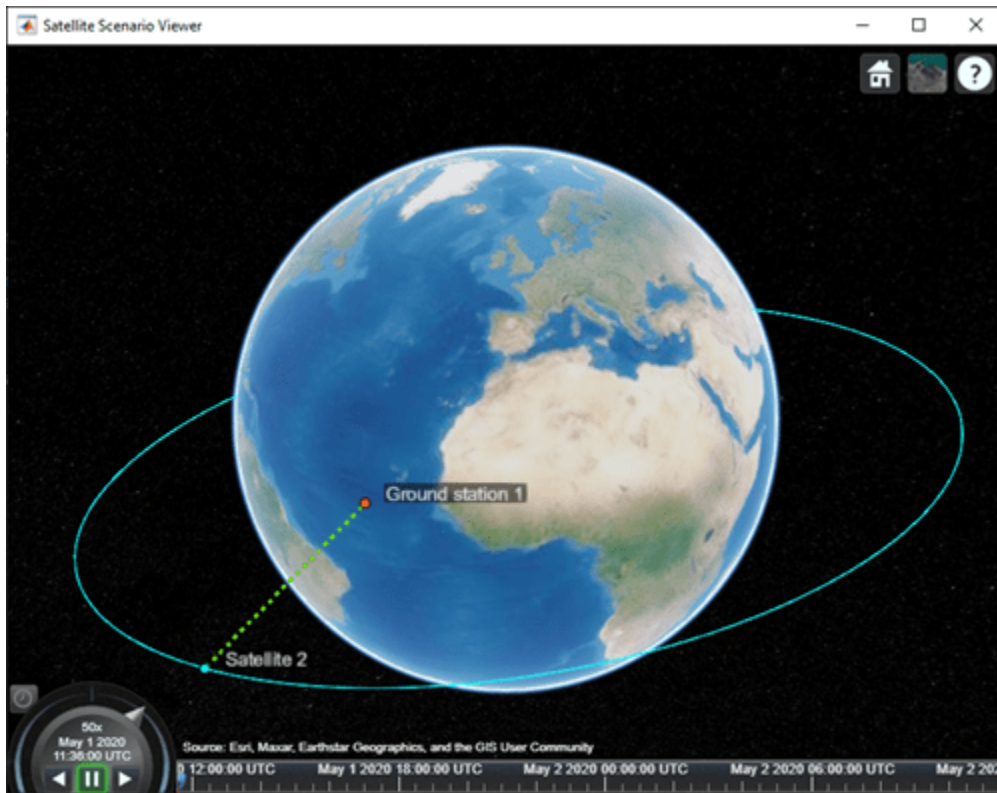 Satellite Scenario Viewer
?
Ground station 1
Satellite 2
50x
May 1 2020
11:36:00 UTC
Source: Esri, Maxar, Earthstar Geographics, and the GIS User Community
12:00:00 UTC May 1 2020 18:00:00 UTC May 2 2020 00:00:00 UTC May 2 2020 06:00:00 UTC May 2